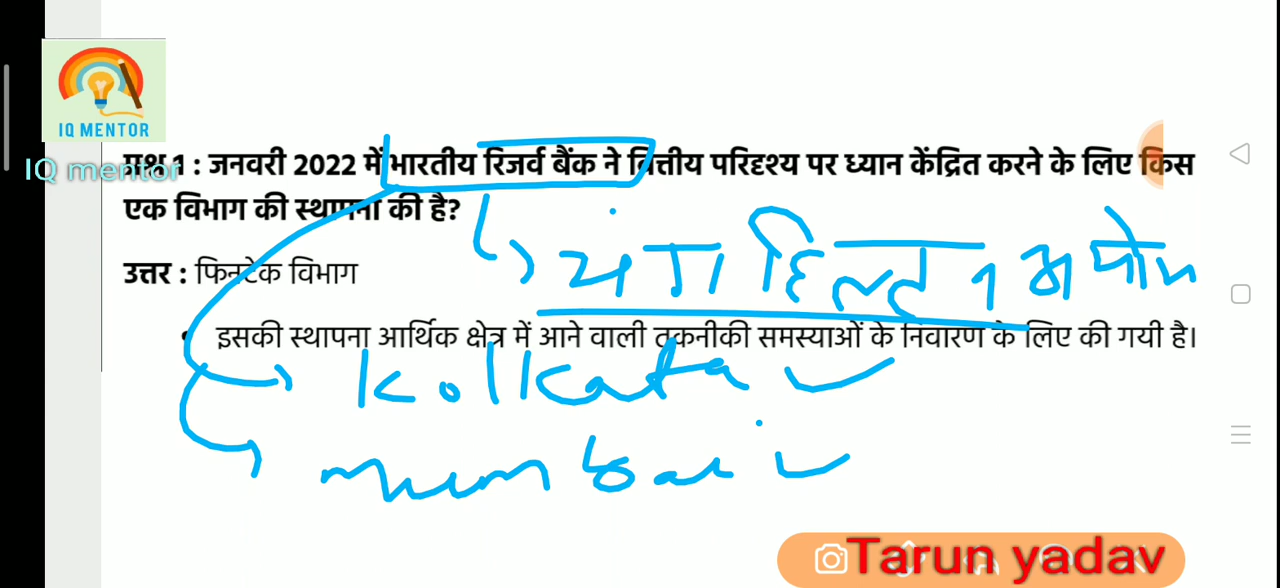 IQ MENTOR
IQ mentor
प्रश्न 1 : जनवरी 2022 में भारतीय रिजर्व बैंक ने वित्तीय परिदृश्य पर ध्यान केंद्रित करने के लिए किस
एक विभाग की स्थापना की है?
यंग हिल्टन
उत्तर : फिनटेक विभाग
इसकी स्थापना आर्थिक क्षेत्र में आने वाली तकनीकी समस्याओं के निवारण के लिए की गयी है।
Kolkata
mumbai
Tarun yadav